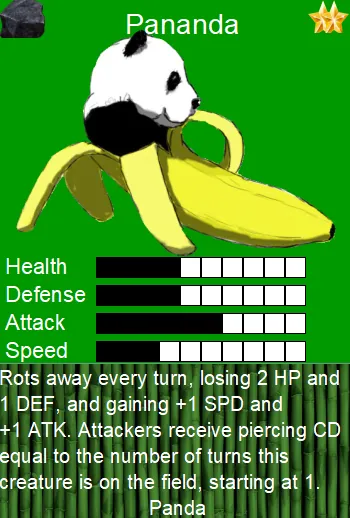 Pananda
Health
Defense
Attack
Speed
Rots away every turn, losing 2 HP and
1 DEF, and gaining +1 SPD and
+1 ATK. Attackers receive piercing CD
equal to the number of turns this
creature is on the field, starting at 1.
Panda